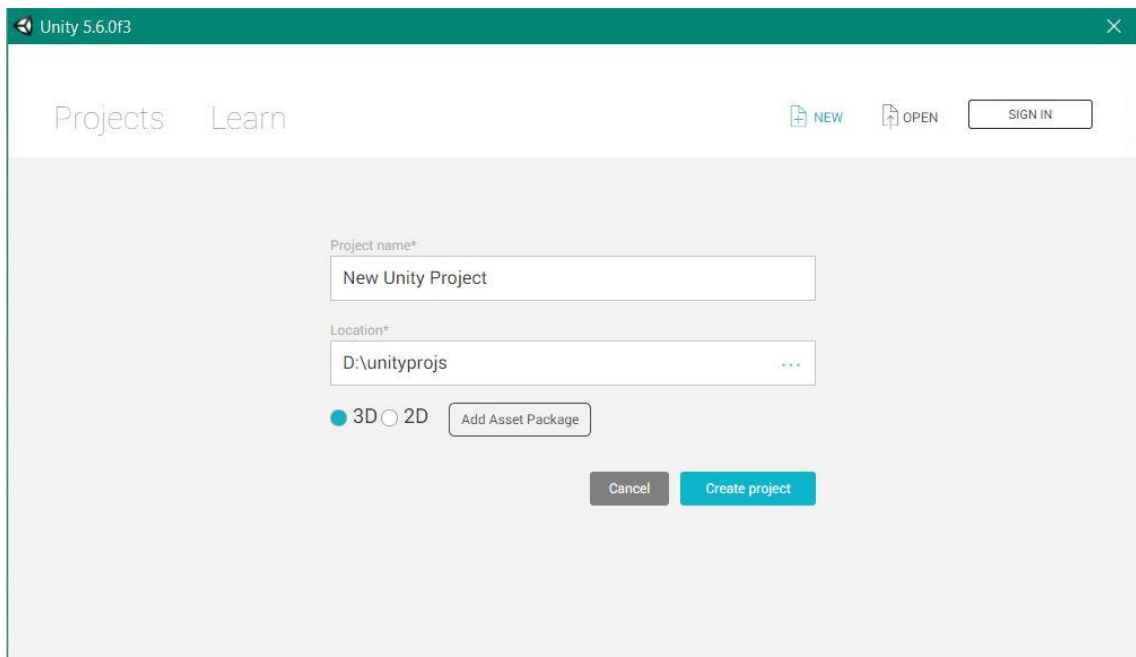 Unity 5.6.0f3
Projects Learn NEW OPEN SIGN IN
Project name*
New Unity Project
Location*
D:\unityprojs ...
3D 2D Add Asset Package
Cancel Create project